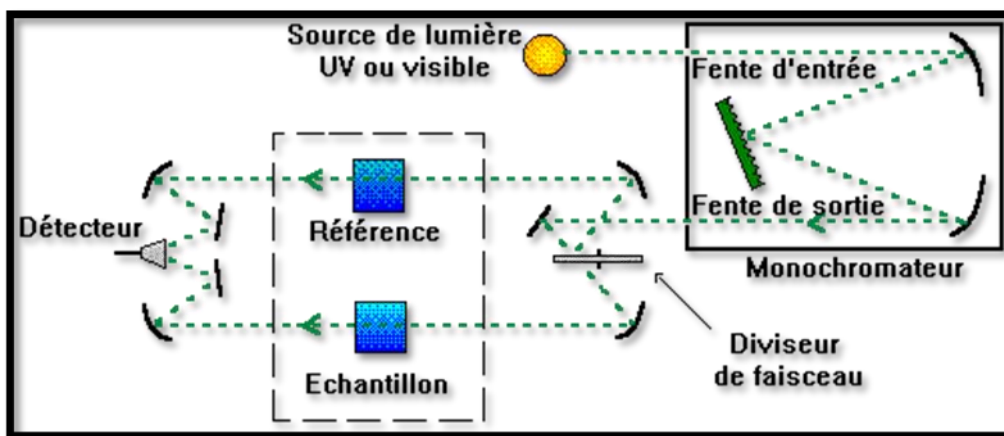 Source de lumière
UV ou visible
Fente d'entrée
Fente de sortie
Monochromateur
Détecteur
Référence
Echantillon
Diviseur
de faisceau